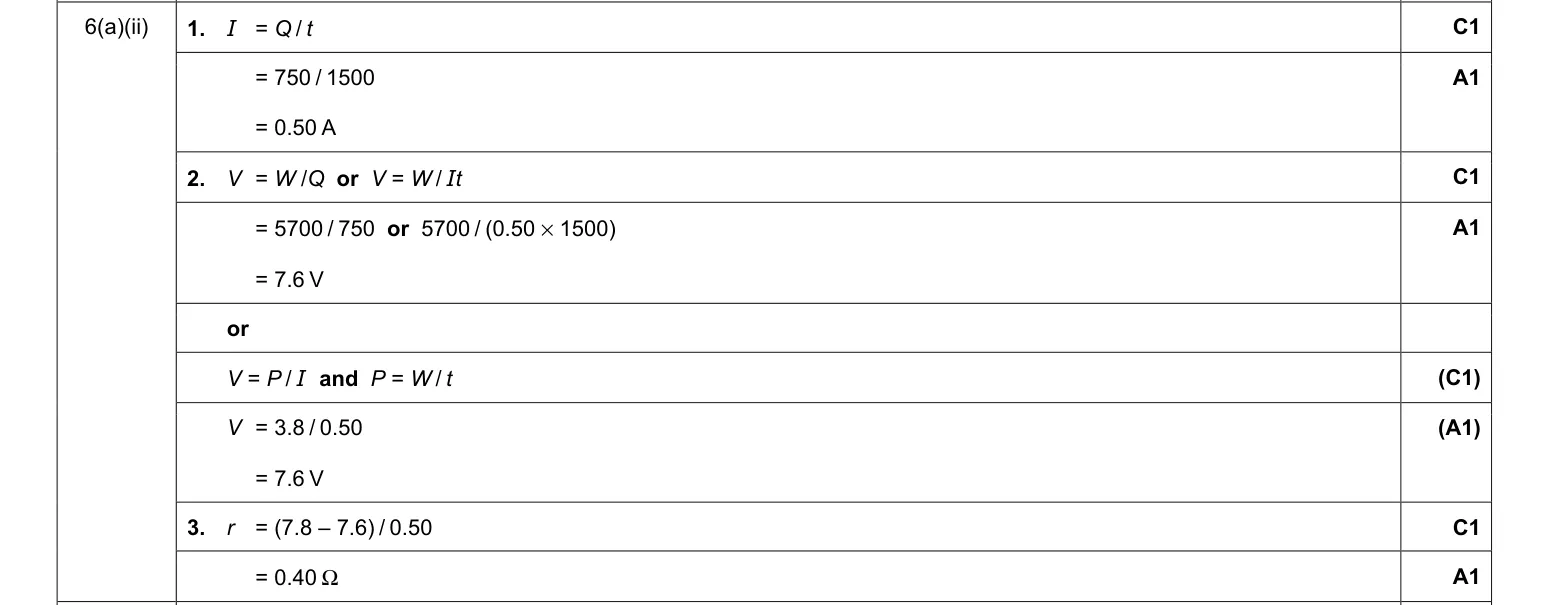 6(a)(ii) 1. I = Q / t C1
= 750 / 1500 A1
= 0.50 A
2. V = W /Q or V = W / It C1
= 5700 / 750 or 5700 / (0.50 × 1500) A1
= 7.6 V
or
V = P / I and P = W / t (C1)
V = 3.8 / 0.50 (A1)
= 7.6 V
3. r = (7.8 – 7.6) / 0.50 C1
= 0.40 Ω A1